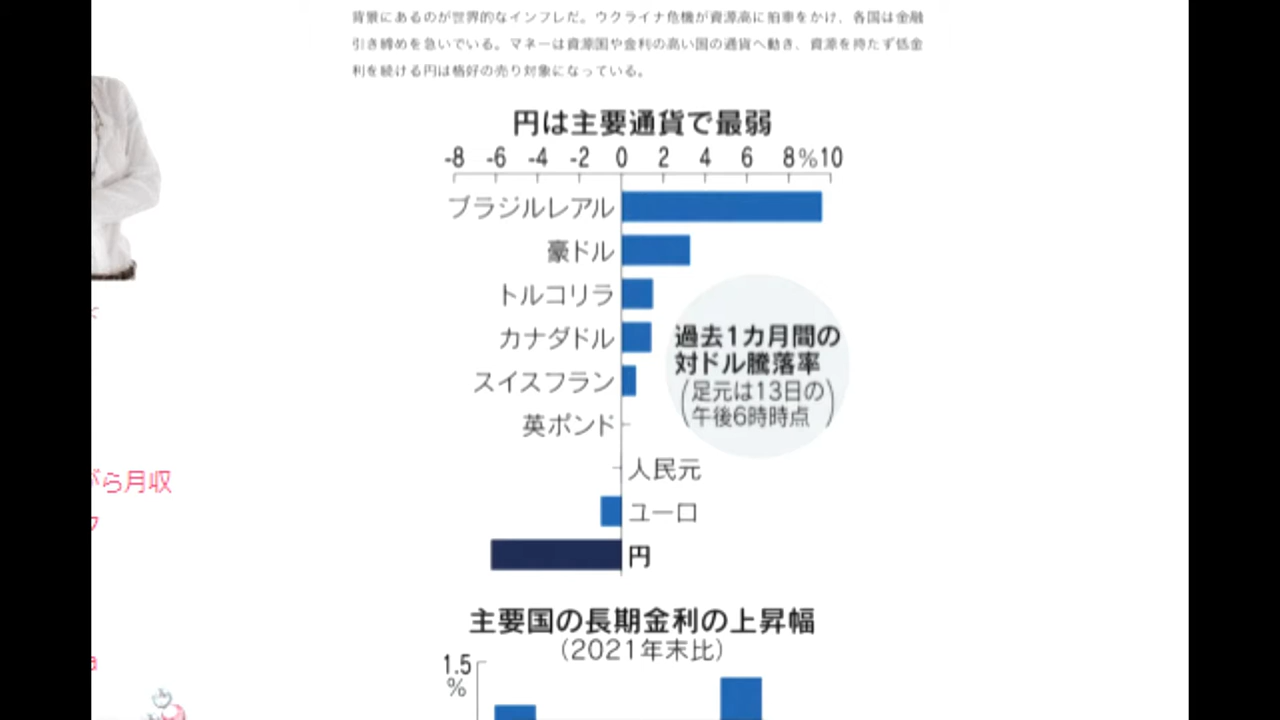 背景にあるのが世界的なインフレだ。ウクライナ危機が資源高に拍車をかけ、各国は金融
引き締めを急いでいる。マネーは資源国や金利の高い国の通貨へ動き、資源を持たず低金
利を続ける円は格好の売り対象になっている。
円は主要通貨で最弱
-8 -6 -4 -2 0 2 4 6 8%10
ブラジルレアル
豪ドル
トルコリラ
カナダドル
スイスフラン
英ポンド
人民元
ユーロ
円
過去1カ月間の
対ドル騰落率
(足元は13日の
午後6時時点)
がら月収
主要国の長期金利の上昇幅
(2021年末比)
1.5
%